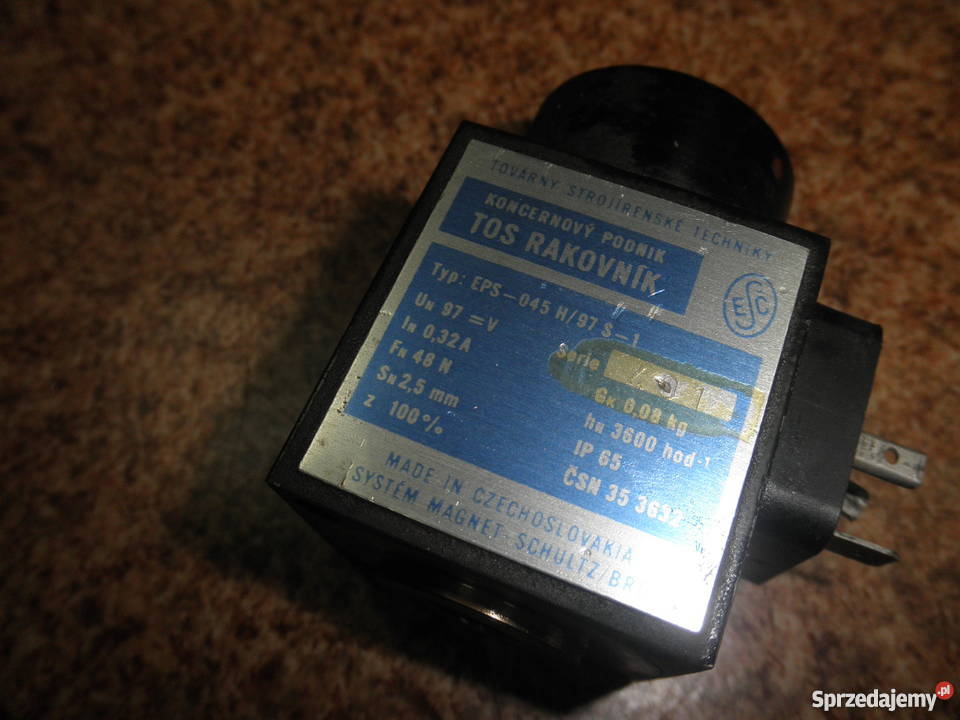 TOVÁRNY STROJÍRENSKÉ TECHNIKY
KONCERNOVÝ PODNIK
TOS RAKOVNÍK
Typ: EPS-045 H/97 S-1
UN 97 =V
IN 0,32A
FN 48 N
SN 2,5 mm
z 100%
Serie
GK 0,08 kg
hN 3600 hod-1
IP 65
ČSN 35 3632
ESC
MADE IN CZECHOSLOVAKIA
SYSTÉM MAGNET-SCHULTZ/BR
Sprzedajemy.pl